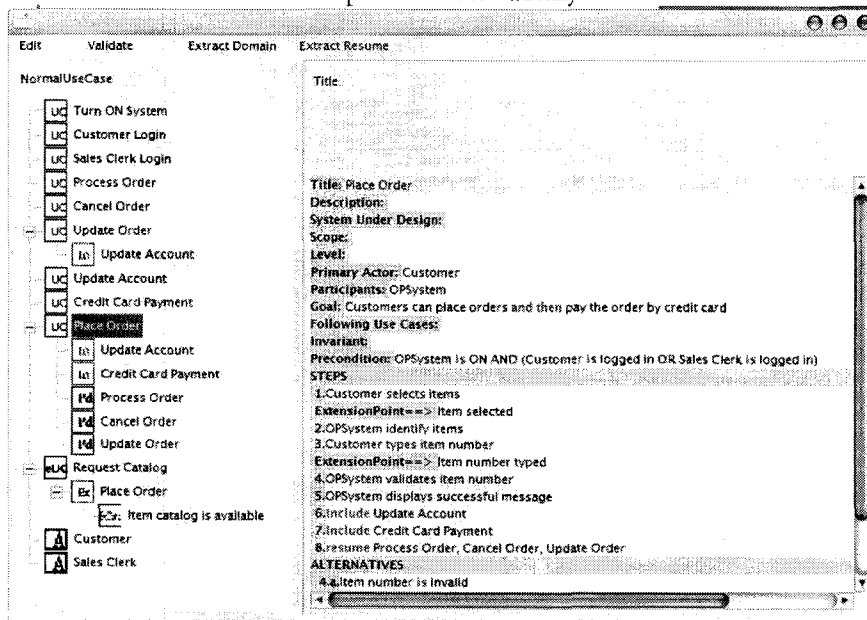 Edit Validate Extract Domain Extract Resume
NormalUseCase
UC Turn ON System
UC Customer Login
UC Sales Clerk Login
UC Process Order
UC Cancel Order
UC Update Order
In Update Account
UC Update Account
UC Credit Card Payment
UC Place Order
In Update Account
In Credit Card Payment
Pd Process Order
Pd Cancel Order
Pd Update Order
eUC Request Catalog
Ex Place Order
Item catalog is available
A Customer
A Sales Clerk
Title
Title: Place Order
Description:
System Under Design:
Scope:
Level:
Primary Actor: Customer
Participants: OPSystem
Goal: Customers can place orders and then pay the order by credit card
Following Use Cases:
Invariant:
Precondition: OPSystem is ON AND (Customer is logged in OR Sales Clerk is logged in)
STEPS
1.Customer selects items
ExtensionPoint==> Item selected
2.OPSystem identify items
3.Customer types item number
ExtensionPoint==> Item number typed
4.OPSystem validates item number
5.OPSystem displays successful message
6.include Update Account
7.include Credit Card Payment
8.resume Process Order, Cancel Order, Update Order
ALTERNATIVES
4.a.Item number is invalid